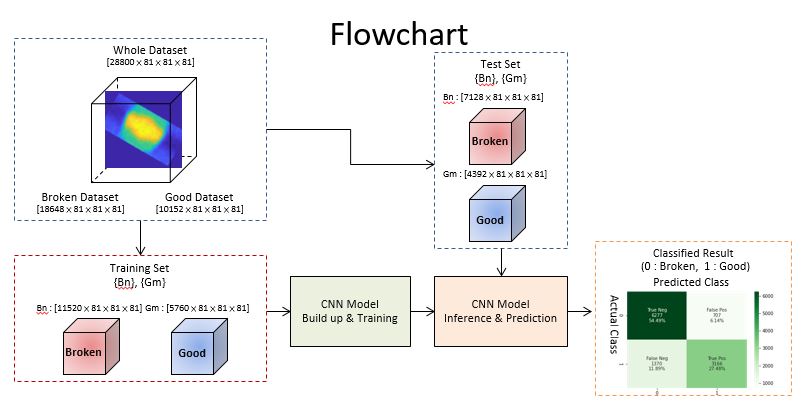 Flowchart
Whole Dataset
[28800 x 81 x 81 x 81]
Broken Dataset
[18648 x 81 x 81 x 81]
Good Dataset
[10152 x 81 x 81 x 81]
Test Set
{Bn}, {Gm}
Bn : [7128 x 81 x 81 x 81]
Broken
Gm : [4392 x 81 x 81 x 81]
Good
Training Set
{Bn}, {Gm}
Bn : [11520 x 81 x 81 x 81] Gm : [5760 x 81 x 81 x 81]
Broken
Good
CNN Model
Build up & Training
CNN Model
Inference & Prediction
Classified Result
(0 : Broken, 1 : Good)
Predicted Class
Actual Class
True Neg
6277
54.49%
False Pos
707
6.14%
False Neg
1370
11.89%
True Pos
3166
27.48%
0
1
0
1
6000
5000
4000
3000
2000
1000